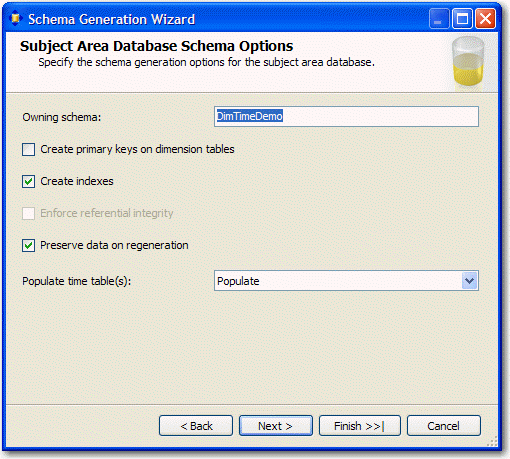 Schema Generation Wizard
Subject Area Database Schema Options
Specify the schema generation options for the subject area database.
Owning schema: DimTimeDemo
Create primary keys on dimension tables
Create indexes
Enforce referential integrity
Preserve data on regeneration
Populate time table(s): Populate
< Back Next > Finish >>| Cancel